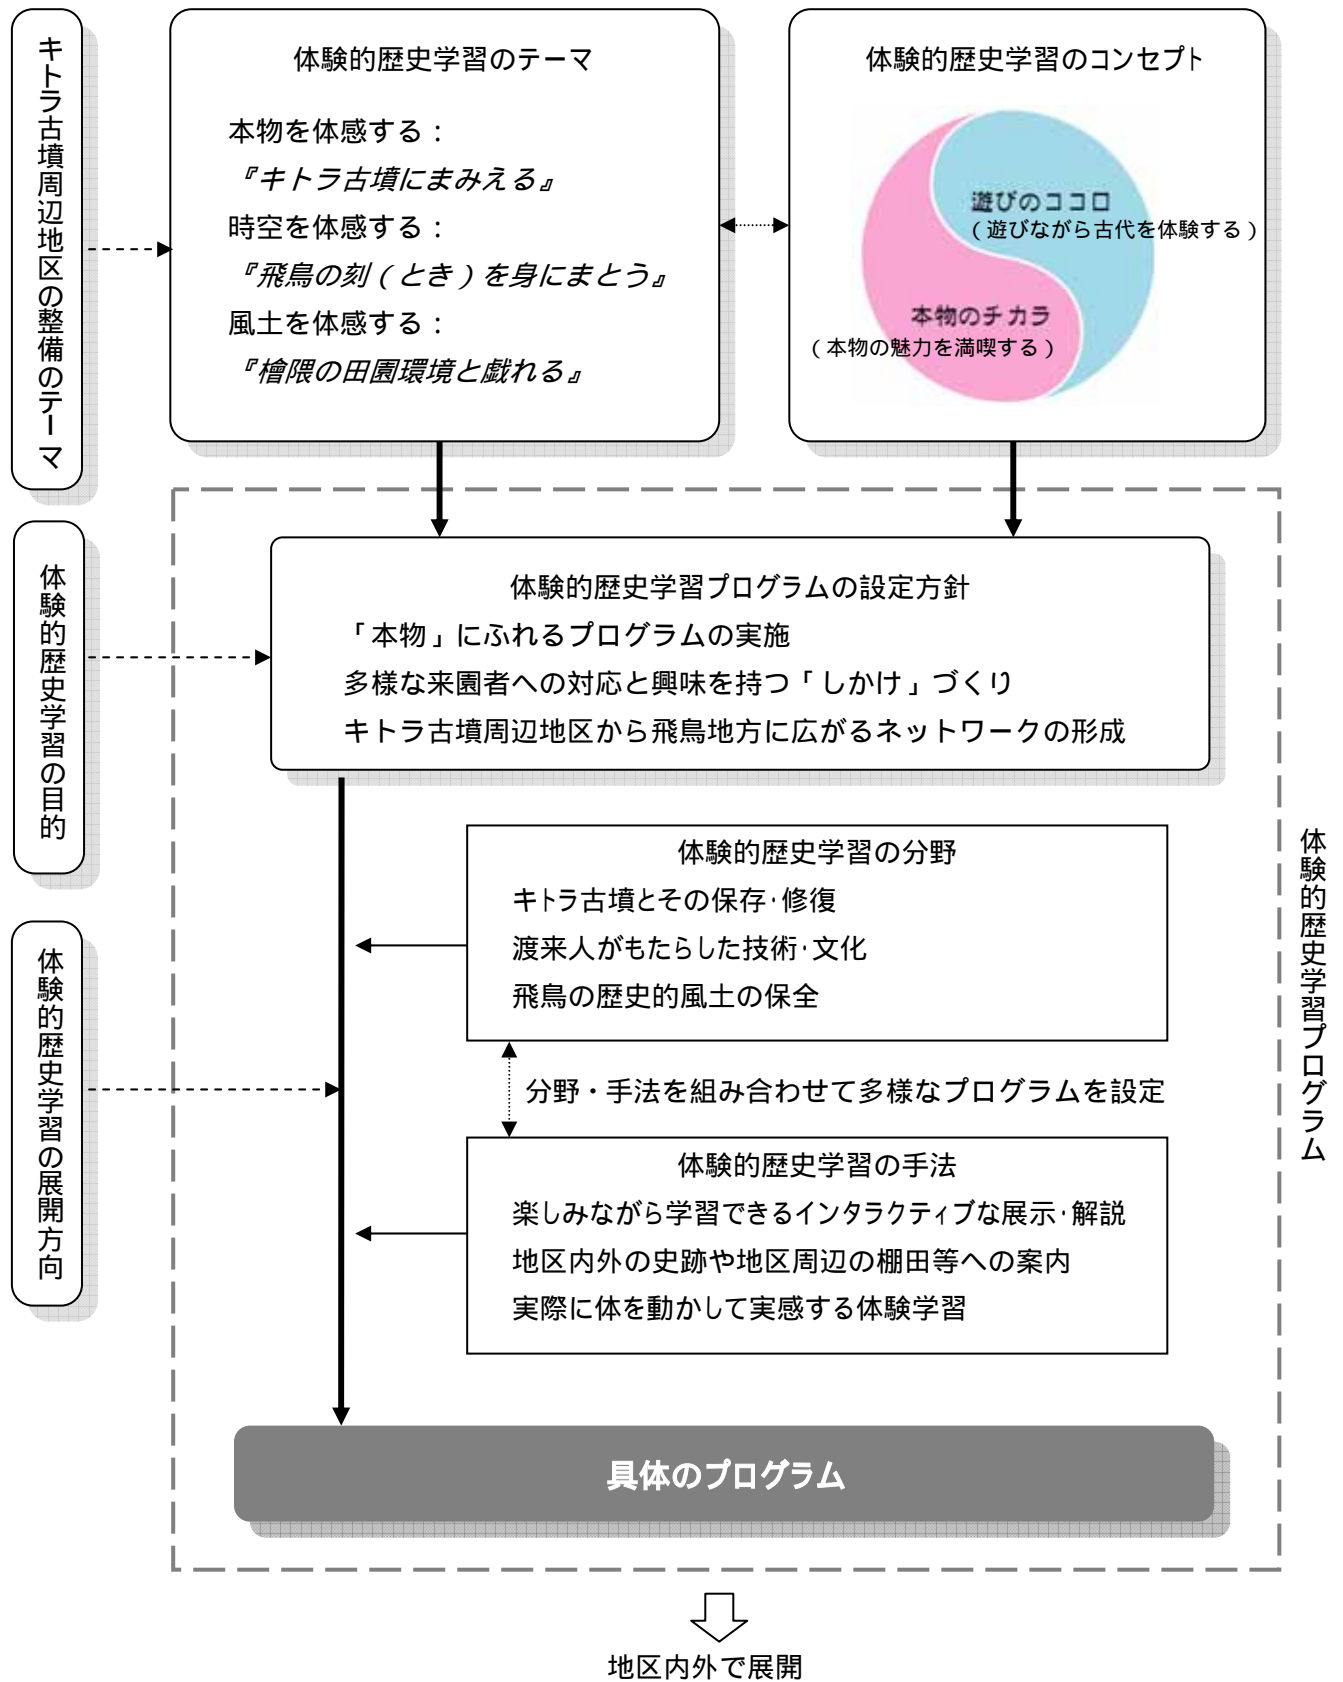 キトラ古墳周辺地区の整備のテーマ
体験的歴史学習のテーマ
本物を体感する：
『キトラ古墳にまみえる』
時空を体感する：
『飛鳥の刻（とき）を身にまとう』
風土を体感する：
『檜隈の田園環境と戯れる』
体験的歴史学習のコンセプト
遊びのココロ
（遊びながら古代を体験する）
本物のチカラ
（本物の魅力を満喫する）
体験的歴史学習の目的
体験的歴史学習プログラムの設定方針
「本物」にふれるプログラムの実施
多様な来園者への対応と興味を持つ「しかけ」づくり
キトラ古墳周辺地区から飛鳥地方に広がるネットワークの形成
体験的歴史学習の展開方向
体験的歴史学習の分野
キトラ古墳とその保存・修復
渡来人がもたらした技術・文化
飛鳥の歴史的風土の保全
分野・手法を組み合わせて多様なプログラムを設定
体験的歴史学習の手法
楽しみながら学習できるインタラクティブな展示・解説
地区内外の史跡や地区周辺の棚田等への案内
実際に体を動かして実感する体験学習
体験的歴史学習プログラム
具体のプログラム
地区内外で展開